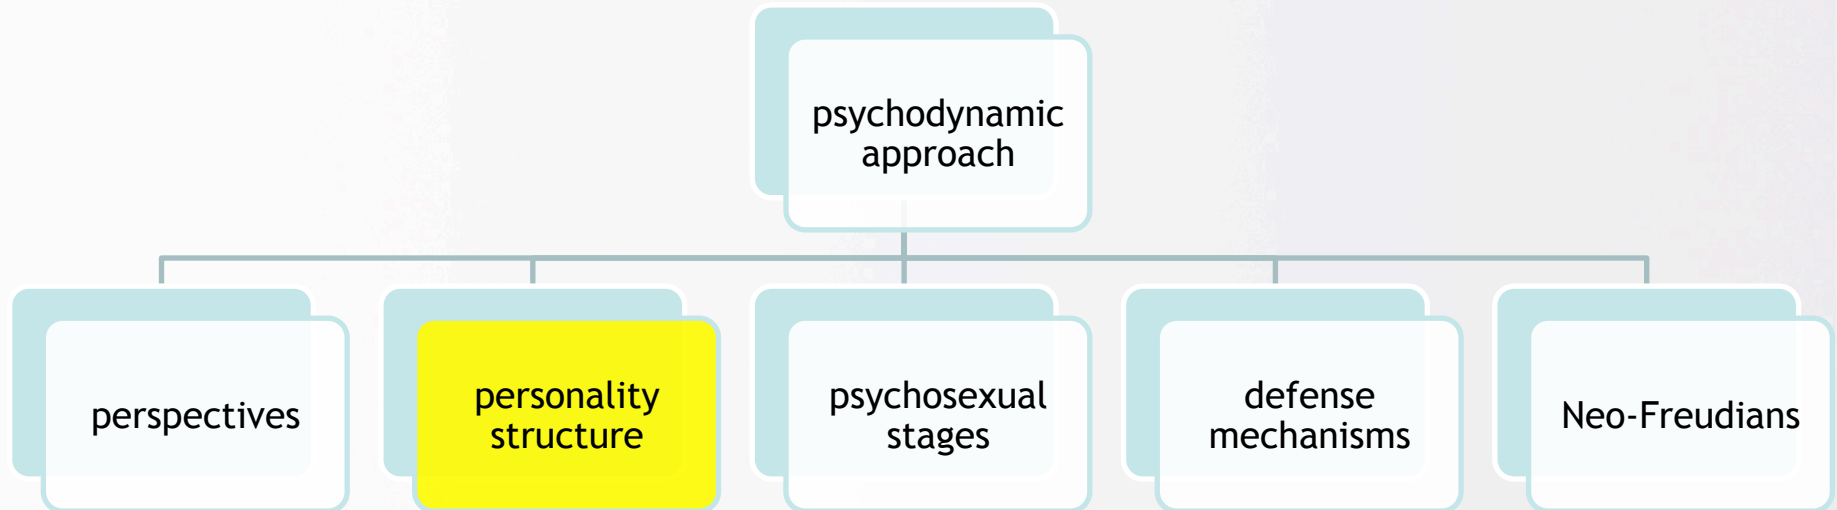 psychodynamic
approach
perspectives
personality
structure
psychosexual
stages
defense
mechanisms
Neo-Freudians